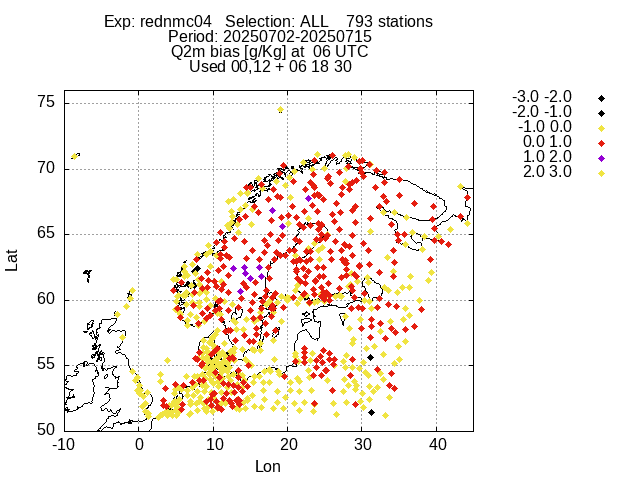 Exp: rednmc04 Selection: ALL 793 stations
Period: 20250702-20250715
Q2m bias [g/Kg] at 06 UTC
Used 00,12 + 06 18 30
-3.0 -2.0
-2.0 -1.0
-1.0 0.0
0.0 1.0
1.0 2.0
2.0 3.0
75
70
65
60
55
50
Lat
-10 0 10 20 30 40
Lon